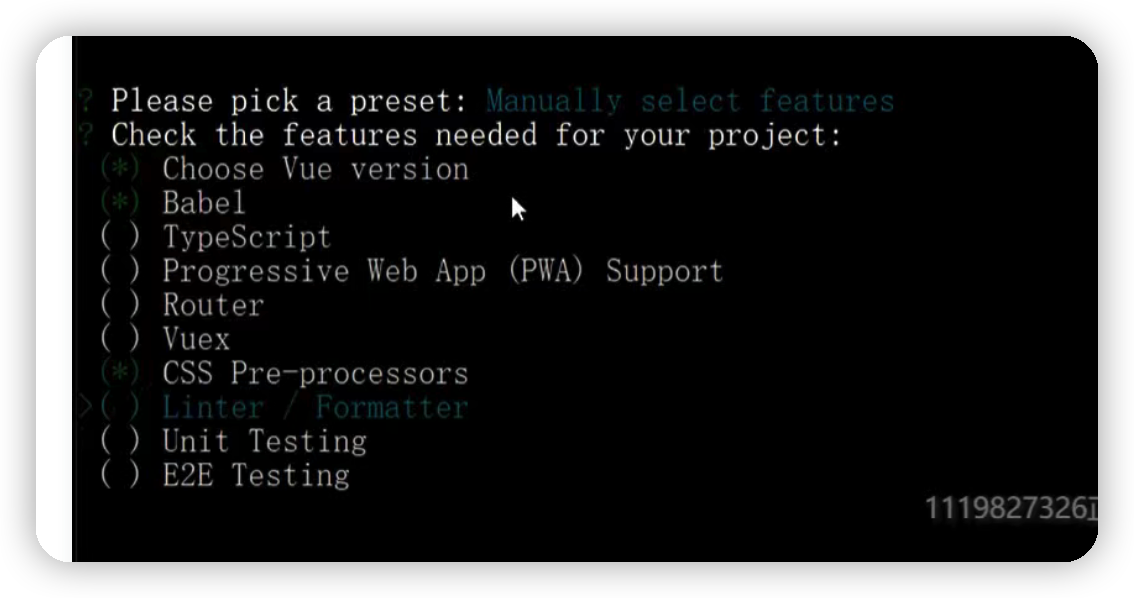 ? Please pick a preset: Manually select features
? Check the features needed for your project:
(*) Choose Vue version
(*) Babel
( ) TypeScript
( ) Progressive Web App (PWA) Support
( ) Router
( ) Vuex
(*) CSS Pre-processors
>( ) Linter / Formatter
( ) Unit Testing
( ) E2E Testing
1119827326